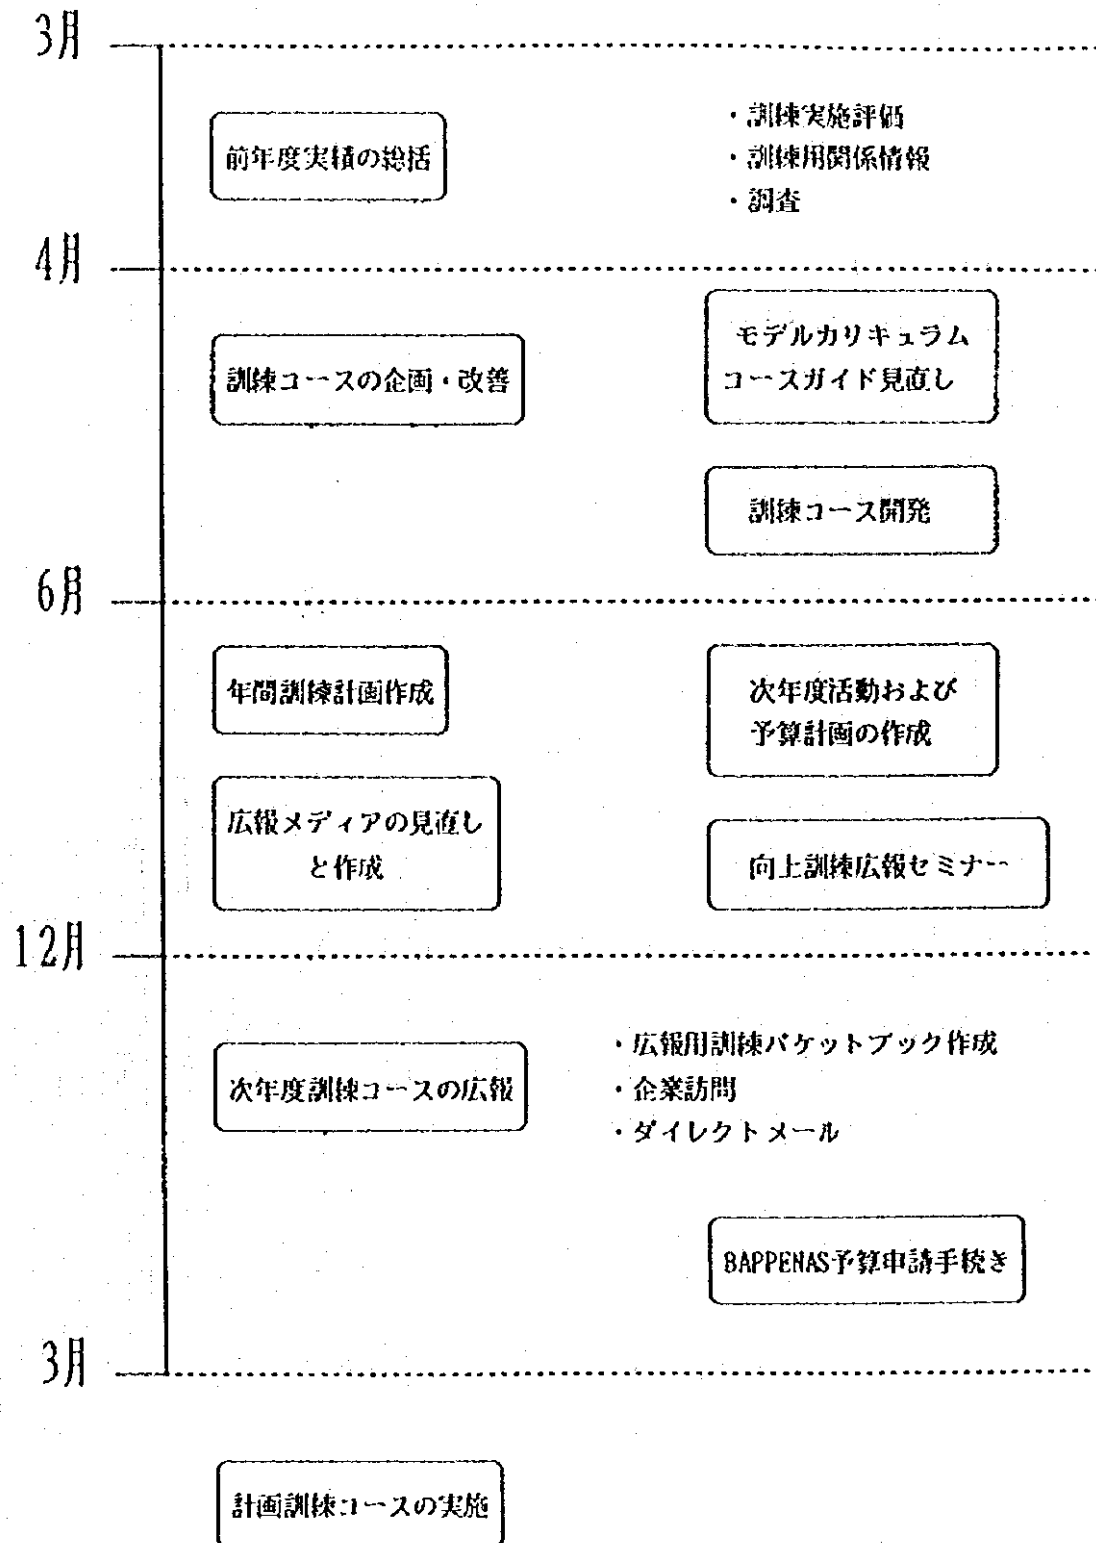 3月
前年度実績の総括
・訓練実施評価
・訓練用関係情報
・調査
4月
訓練コースの企画・改善
モデルカリキュラム
コースガイド見直し
訓練コース開発
6月
年間訓練計画作成
次年度活動および
予算計画の作成
広報メディアの見直し
と作成
向上訓練広報セミナー
12月
次年度訓練コースの広報
・広報用訓練パケットブック作成
・企業訪問
・ダイレクトメール
BAPPENAS予算申請手続き
3月
計画訓練コースの実施